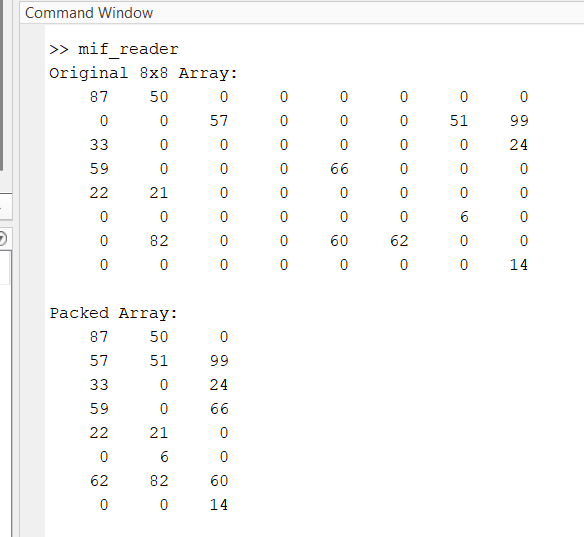 Command Window
>> mif_reader
Original 8x8 Array:
87 50 0 0 0 0 0 0
0 0 57 0 0 0 51 99
33 0 0 0 0 0 0 24
59 0 0 0 66 0 0 0
22 21 0 0 0 0 0 0
0 0 0 0 0 0 6 0
0 82 0 0 60 62 0 0
0 0 0 0 0 0 0 14
Packed Array:
87 50 0
57 51 99
33 0 24
59 0 66
22 21 0
0 6 0
62 82 60
0 0 14